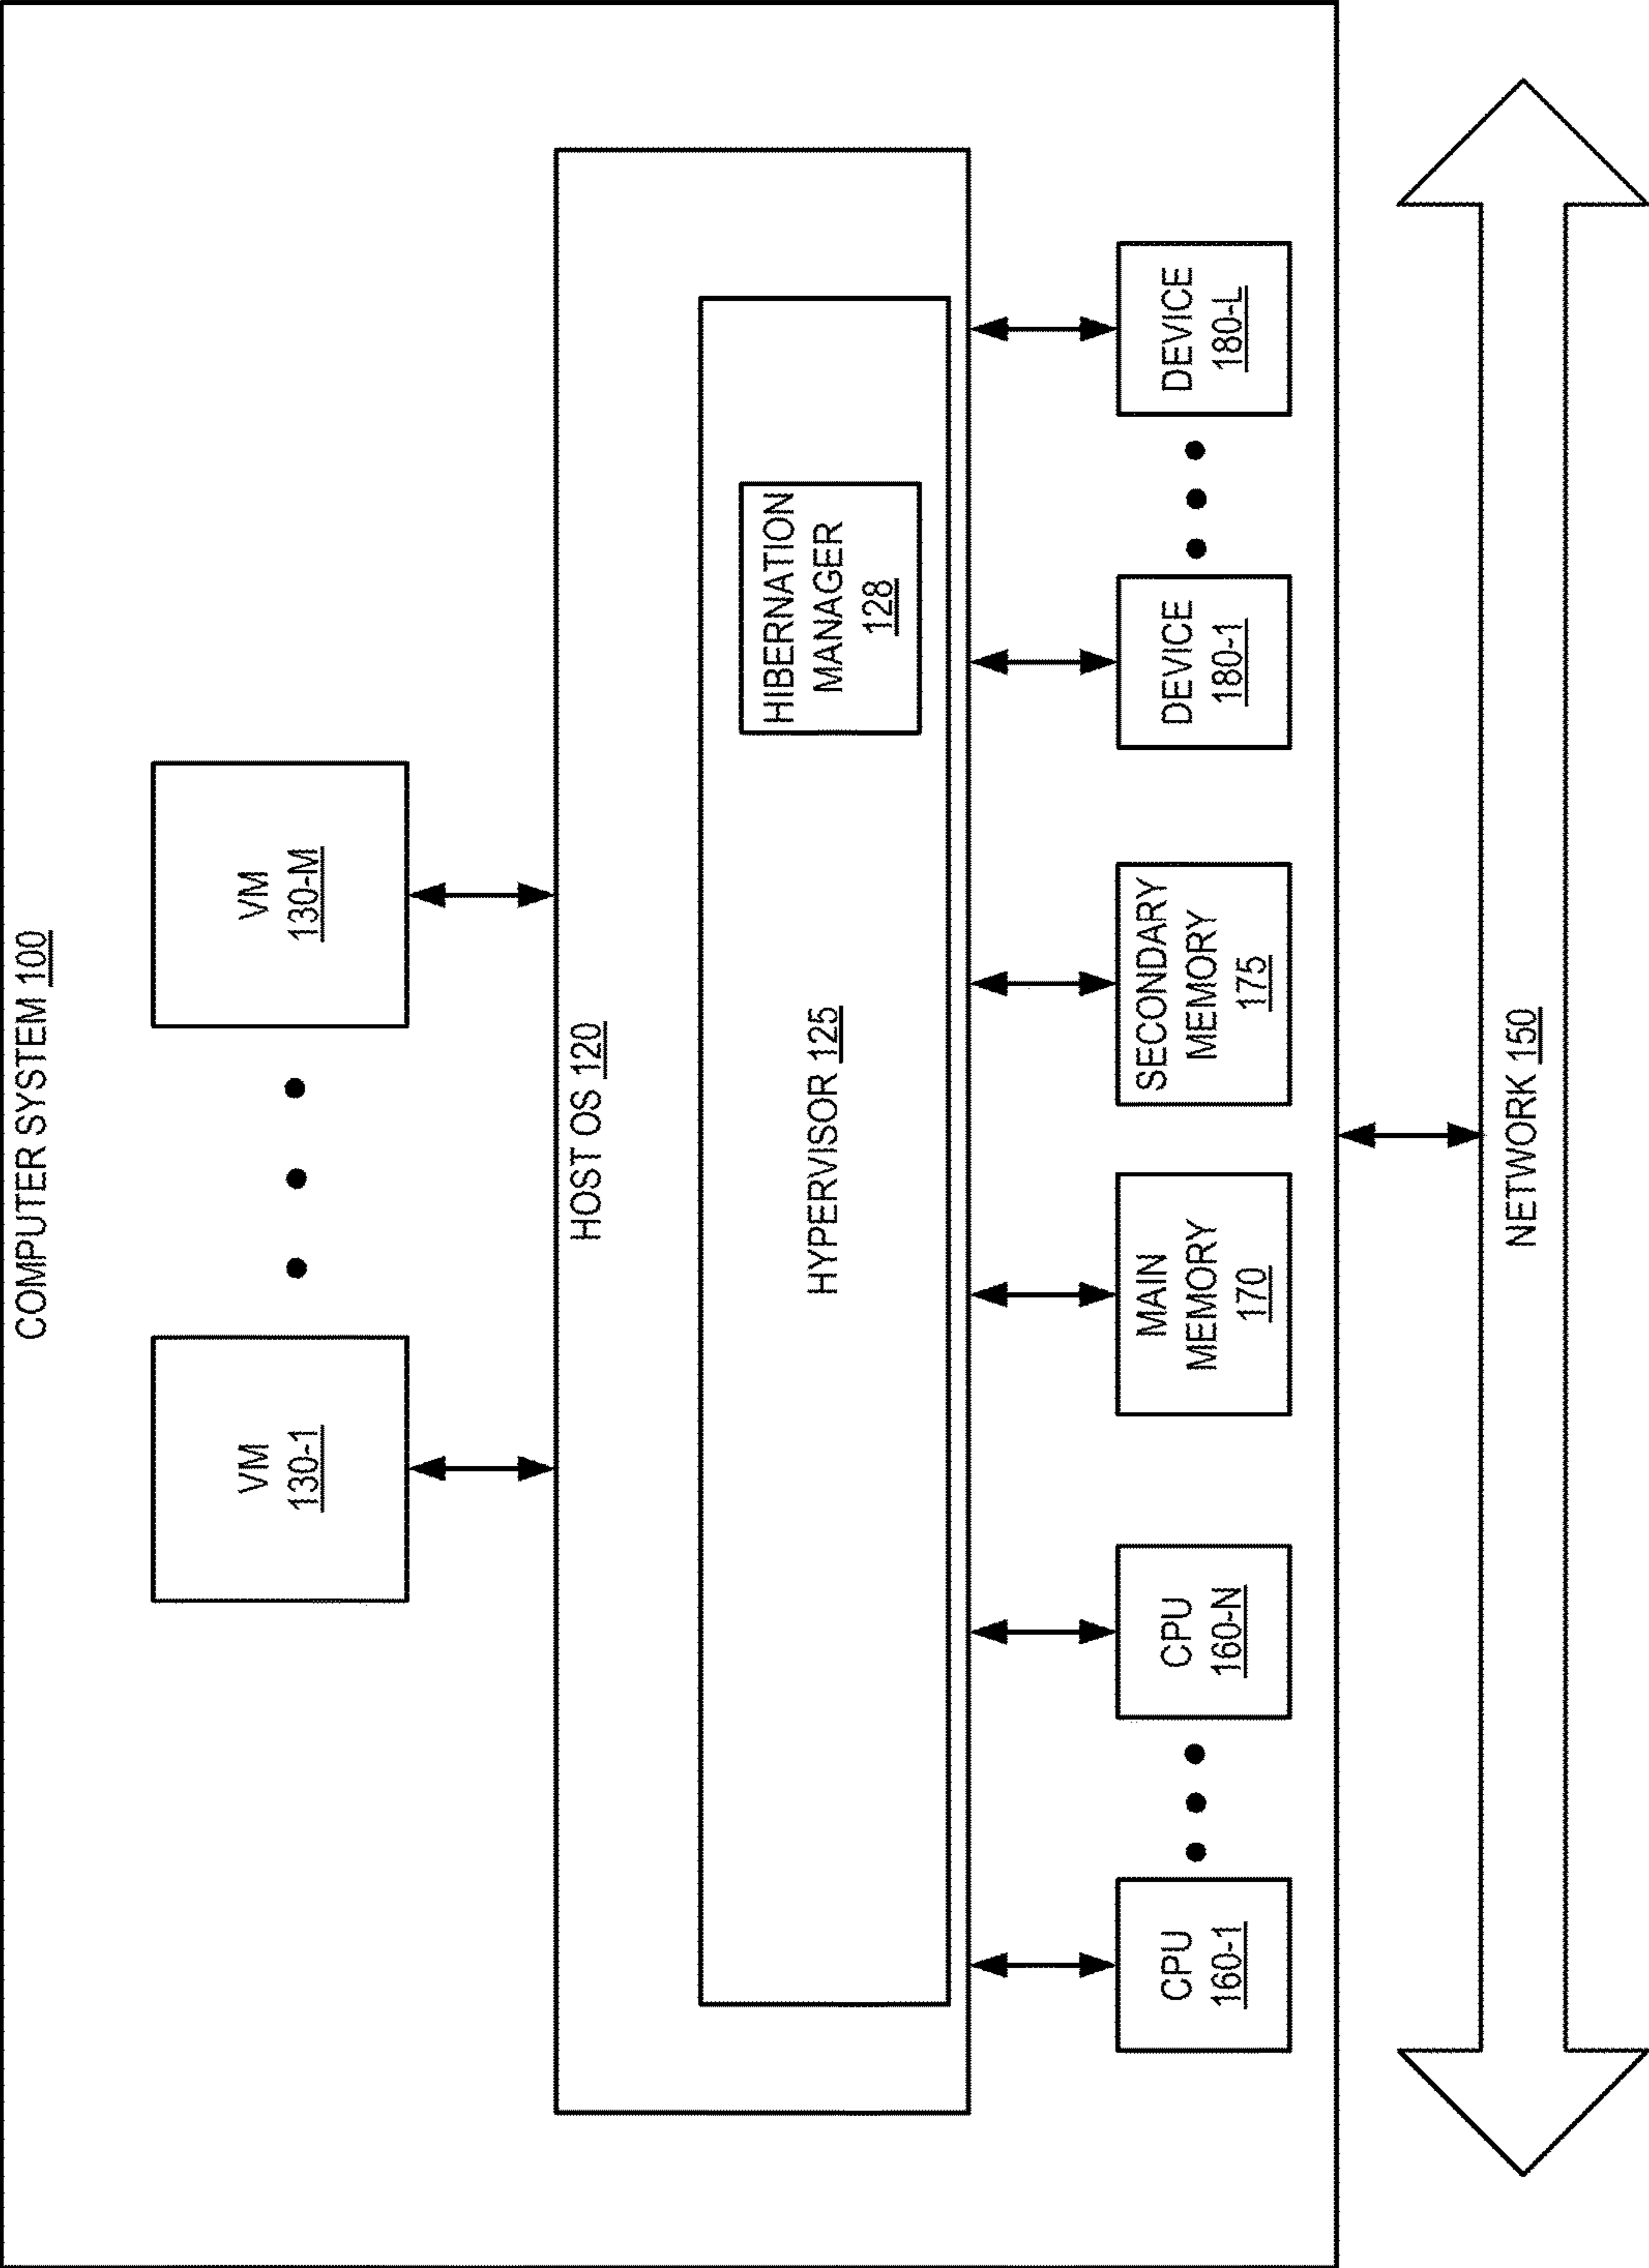 COMPUTER SYSTEM 100
VM
130-1
VM
130-M
HOST OS 120
HYPERVISOR 125
HIBERNATION
MANAGER
128
CPU
160-1
CPU
160-N
MAIN
MEMORY
170
SECONDARY
MEMORY
175
DEVICE
180-1
DEVICE
180-L
NETWORK 150